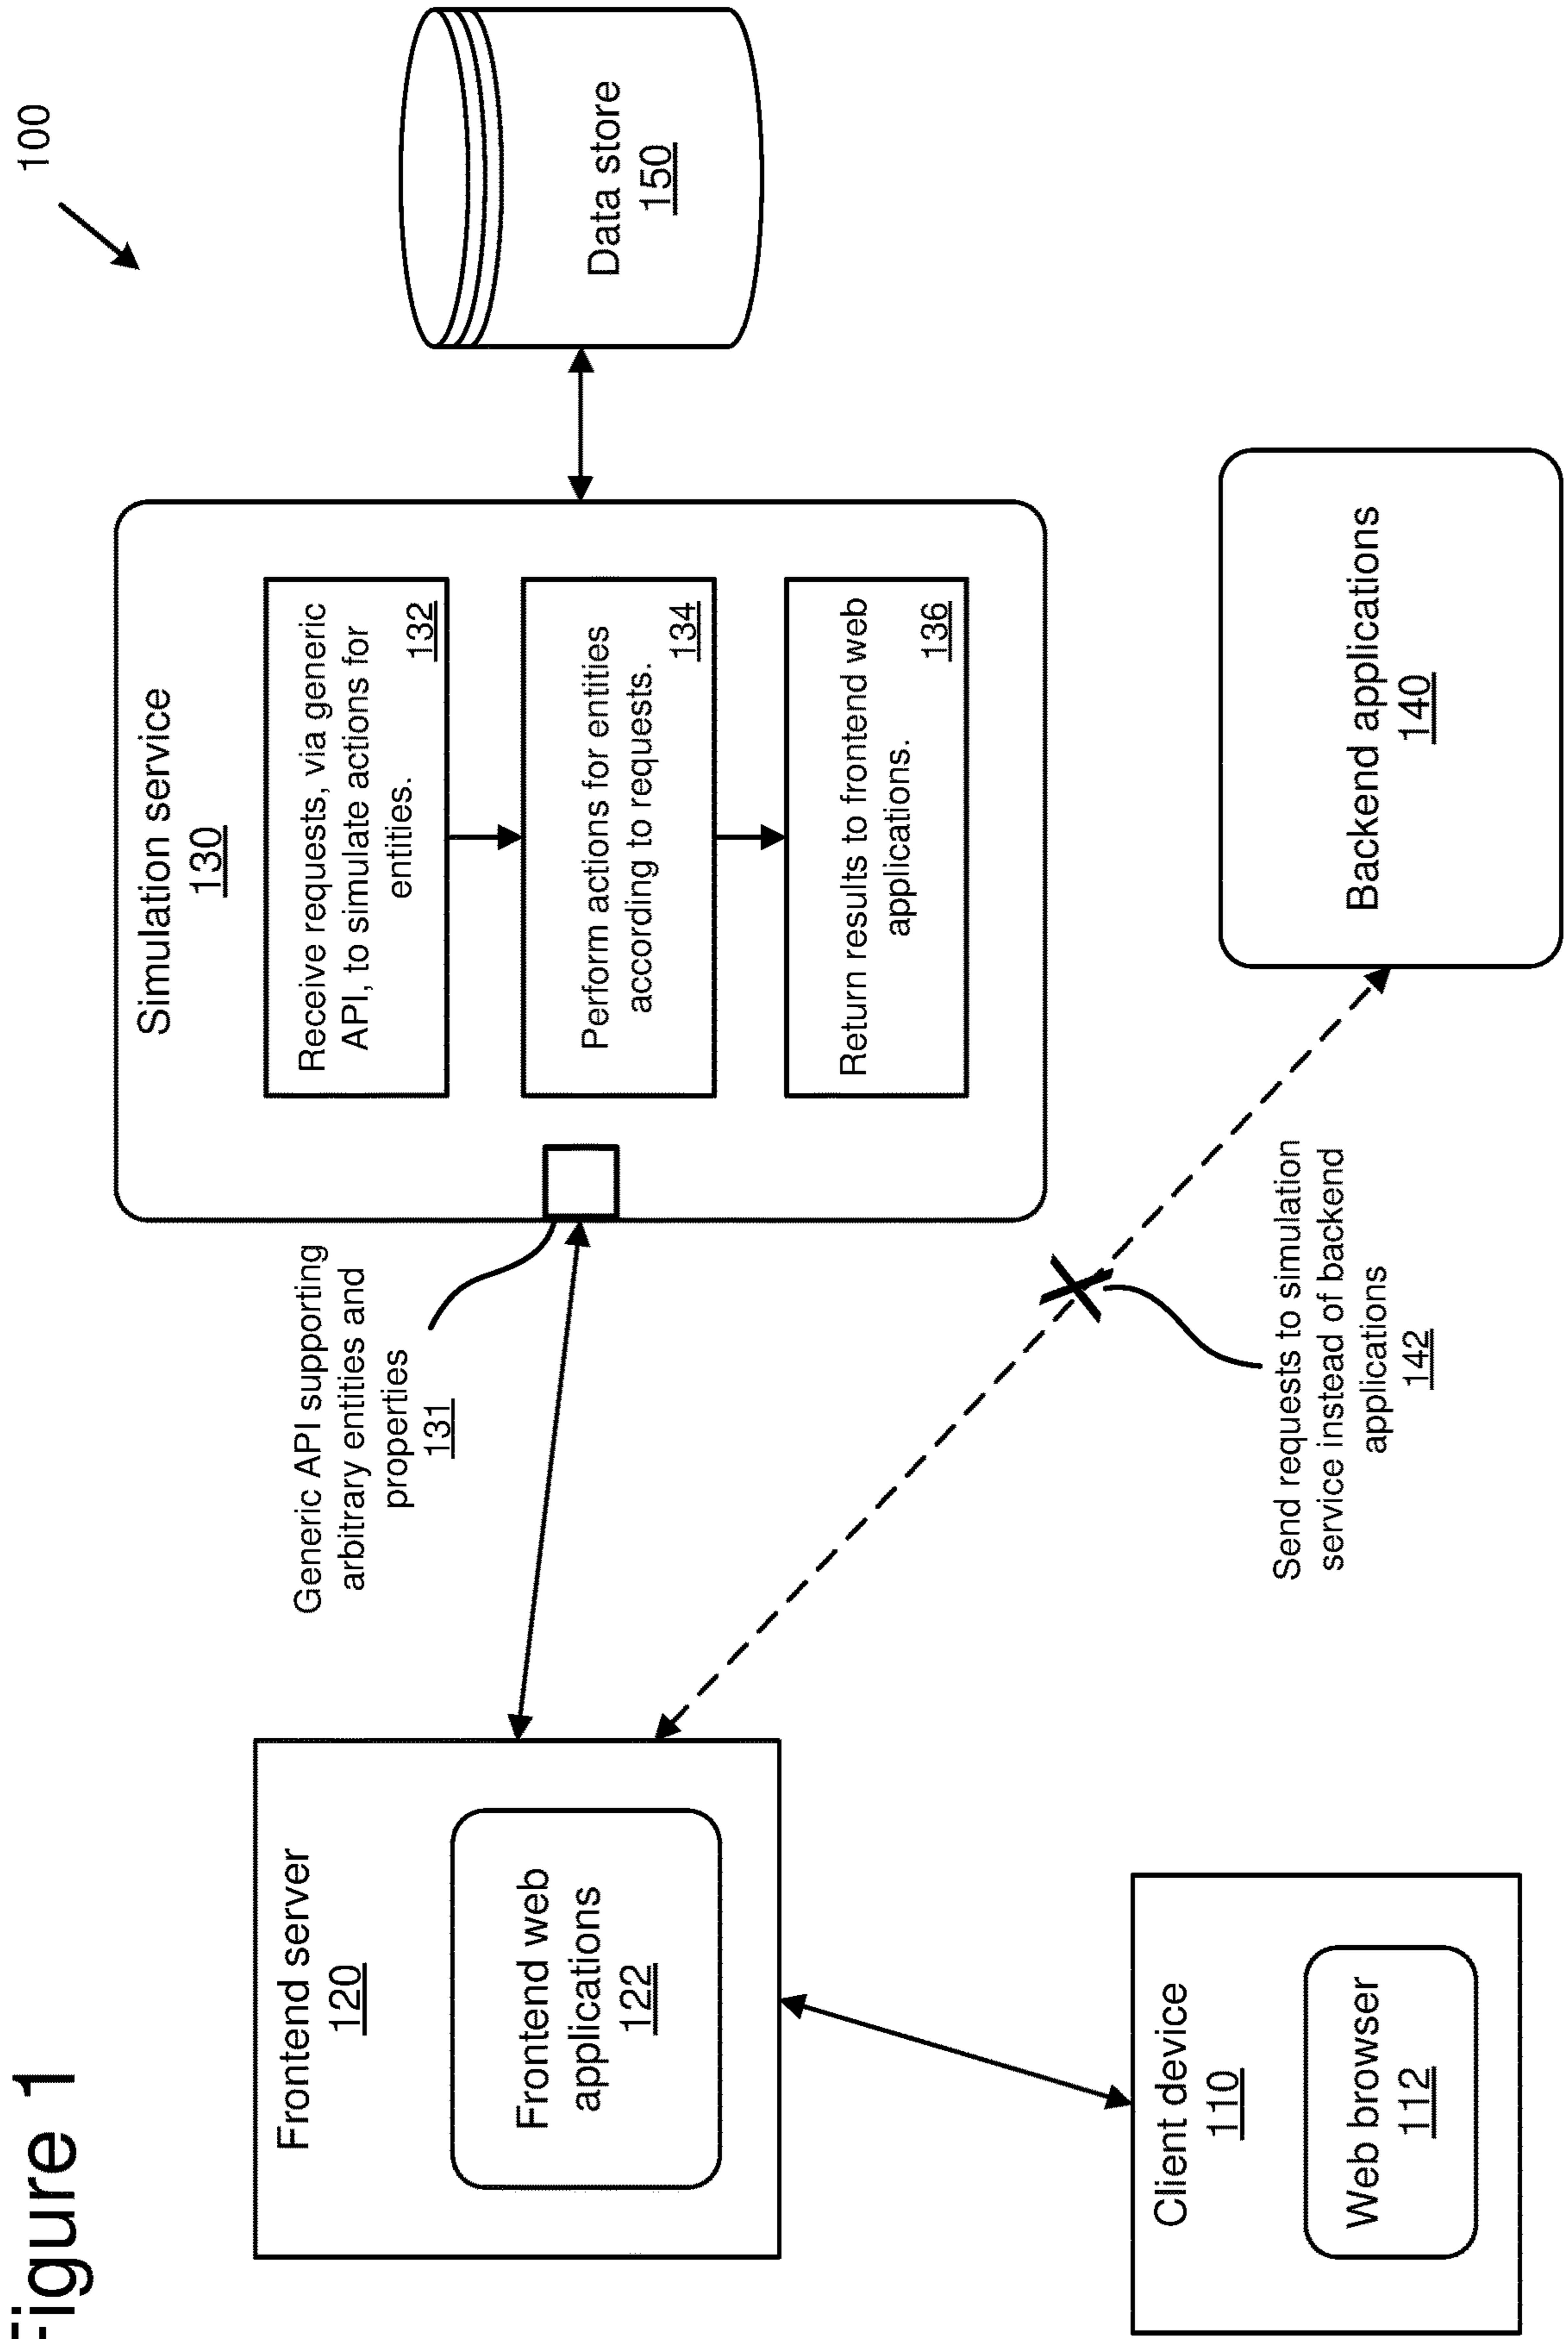 Figure 1
100
Frontend server
120
Frontend web
applications
122
Client device
110
Web browser
112
Generic API supporting
arbitrary entities and
properties
131
Simulation service
130
Receive requests, via generic
API, to simulate actions for
entities.
132
Perform actions for entities
according to requests.
134
Return results to frontend web
applications.
136
Data store
150
Send requests to simulation
service instead of backend
applications
142
Backend applications
140